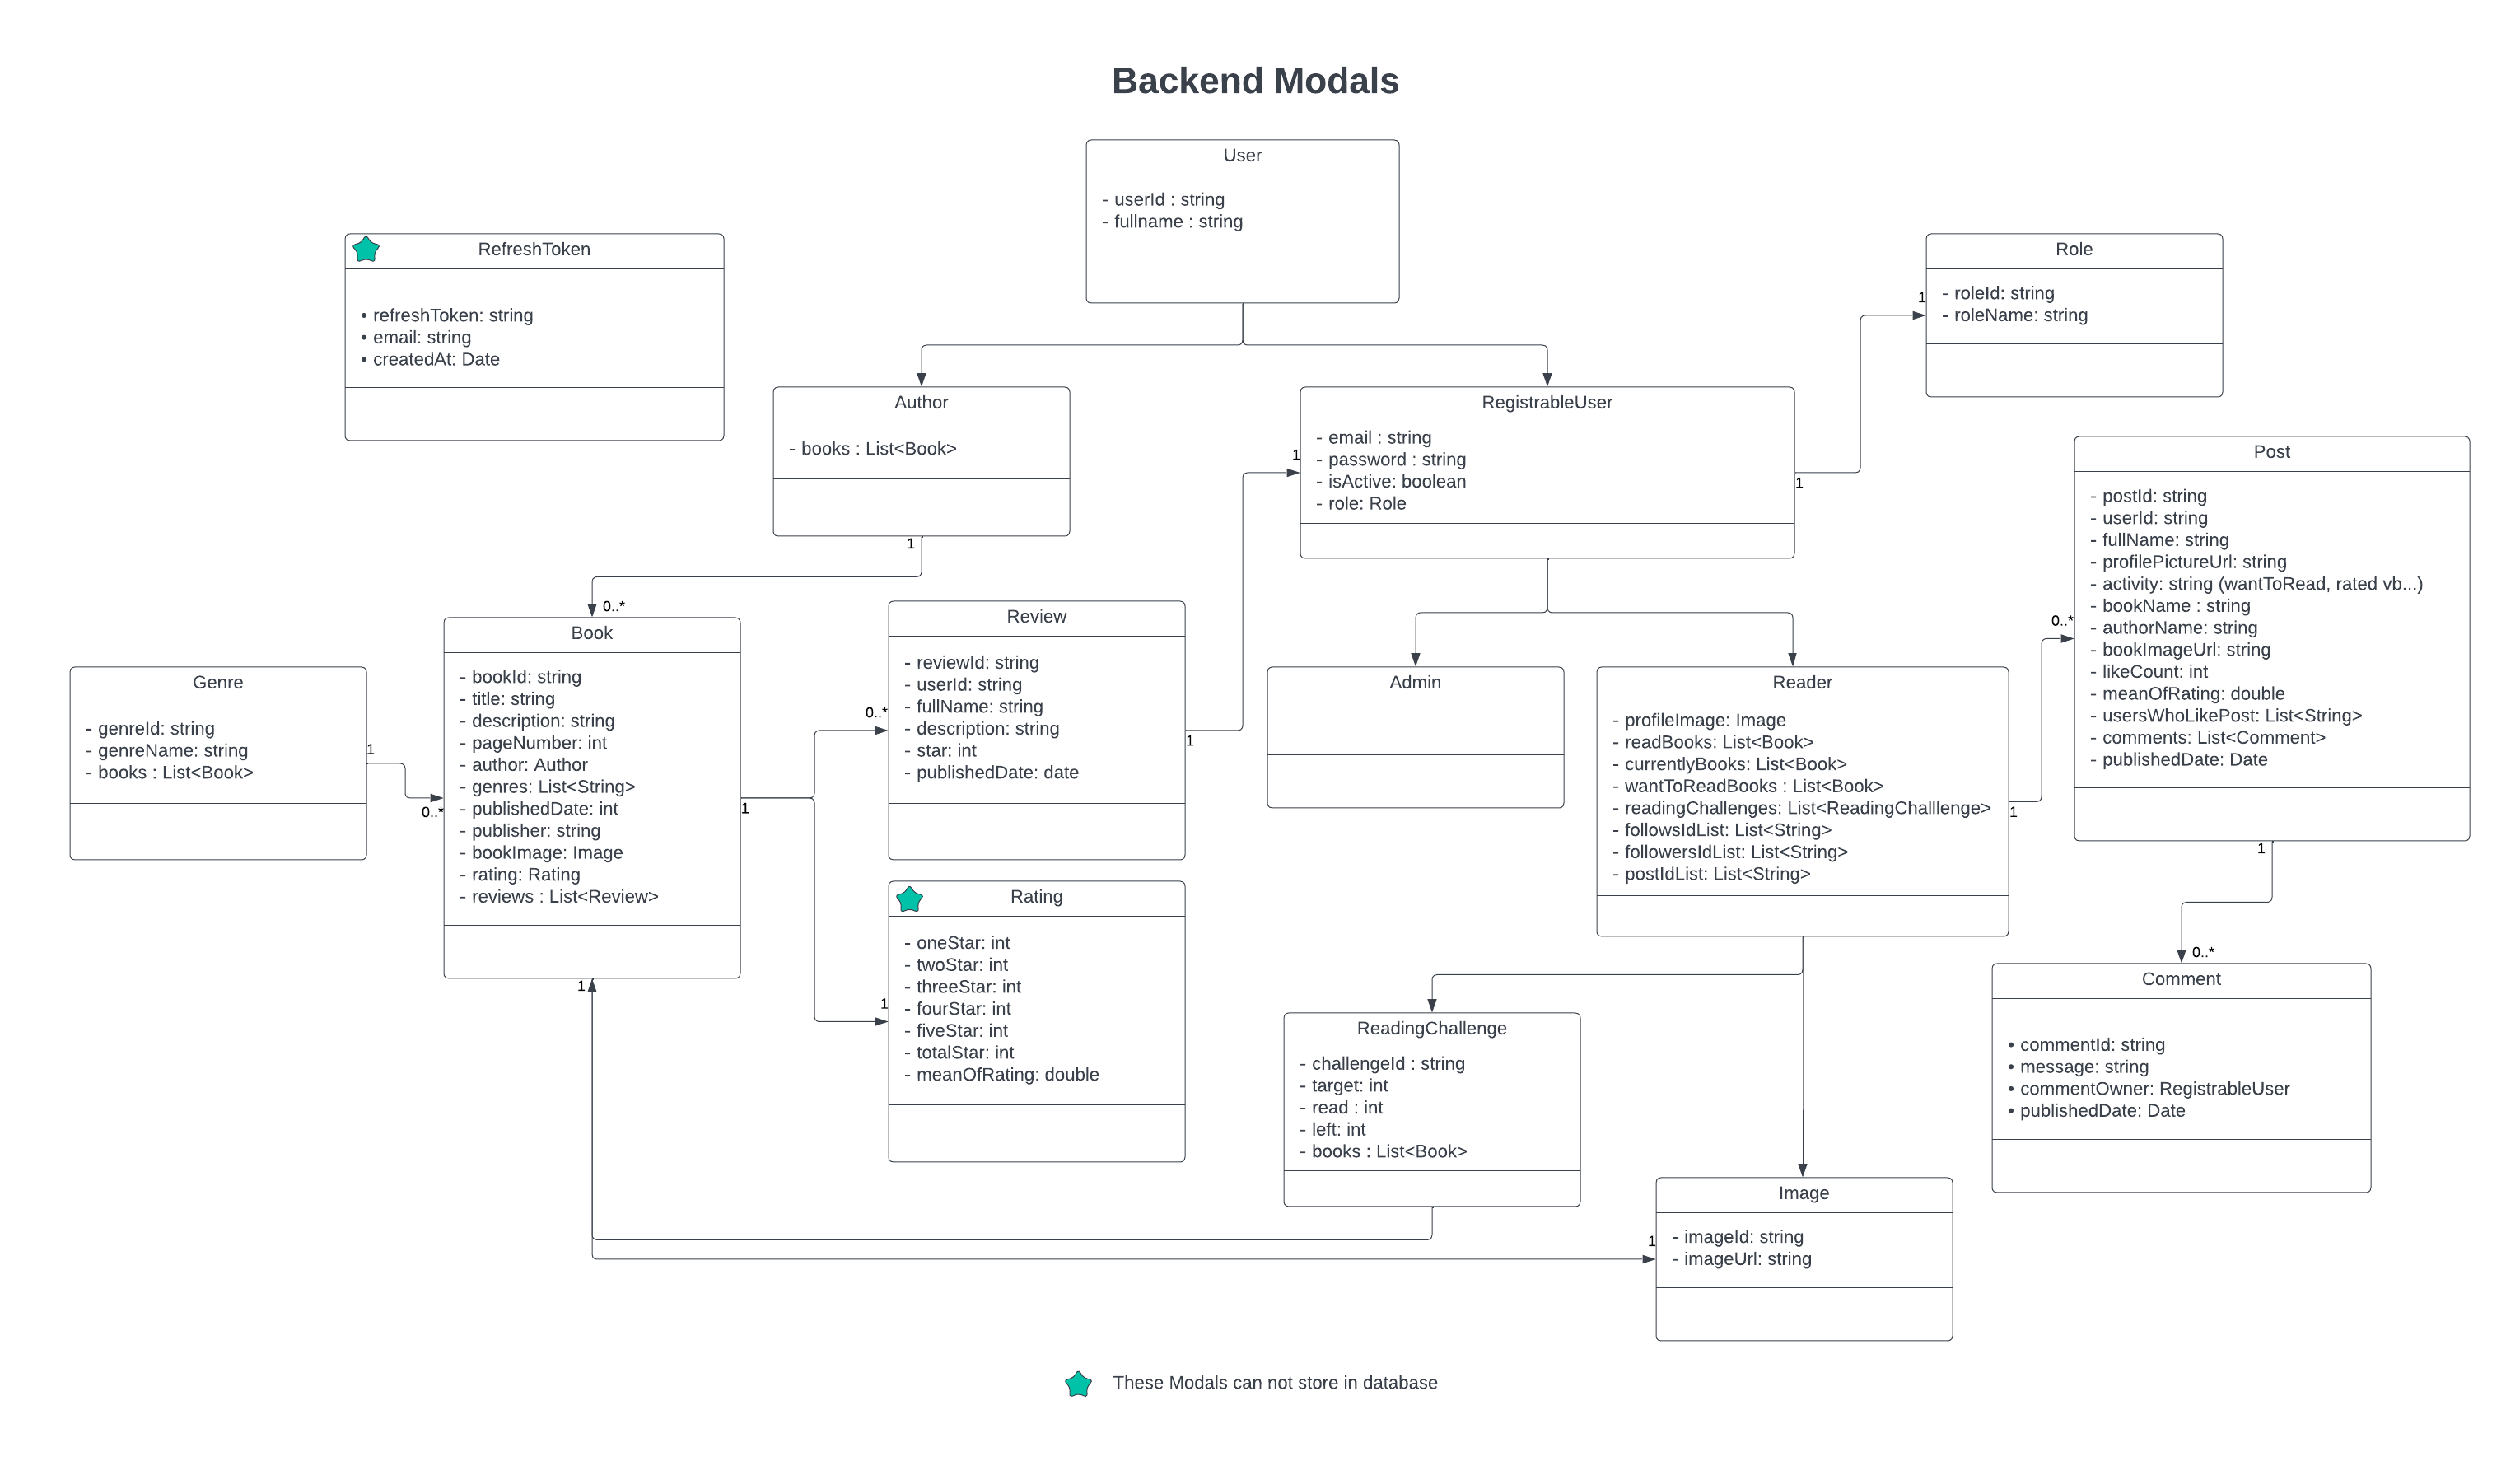 Backend Modals
User
- userId : string
- fullname : string
RefreshToken
• refreshToken: string
• email: string
• createdAt: Date
Role
- roleId: string
- roleName: string
1
Author
- books : List<Book>
1
RegistrableUser
- email : string
- password : string
- isActive: boolean
- role: Role
1
1
Post
- postId: string
- userId: string
- fullName: string
- profilePictureUrl: string
- activity: string (wantToRead, rated vb...)
- bookName : string
- authorName: string
- bookImageUrl: string
- likeCount: int
- meanOfRating: double
- usersWhoLikePost: List<String>
- comments: List<Comment>
- publishedDate: Date
0..*
1
Genre
- genreId: string
- genreName: string
- books : List<Book>
1
0..*
0..*
Book
- bookId: string
- title: string
- description: string
- pageNumber: int
- author: Author
- genres: List<String>
- publishedDate: int
- publisher: string
- bookImage: Image
- rating: Rating
- reviews : List<Review>
1
1
Review
- reviewId: string
- userId: string
- fullName: string
- description: string
- star: int
- publishedDate: date
0..*
1
Admin
Reader
- profileImage: Image
- readBooks: List<Book>
- currentlyBooks: List<Book>
- wantToReadBooks : List<Book>
- readingChallenges: List<ReadingChalllenge>
- followsIdList: List<String>
- followersIdList: List<String>
- postIdList: List<String>
1
Rating
- oneStar: int
- twoStar: int
- threeStar: int
- fourStar: int
- fiveStar: int
- totalStar: int
- meanOfRating: double
1
ReadingChallenge
- challengeId : string
- target: int
- read : int
- left: int
- books : List<Book>
0..*
Comment
• commentId: string
• message: string
• commentOwner: RegistrableUser
• publishedDate: Date
Image
- imageId: string
- imageUrl: string
1
These Modals can not store in database